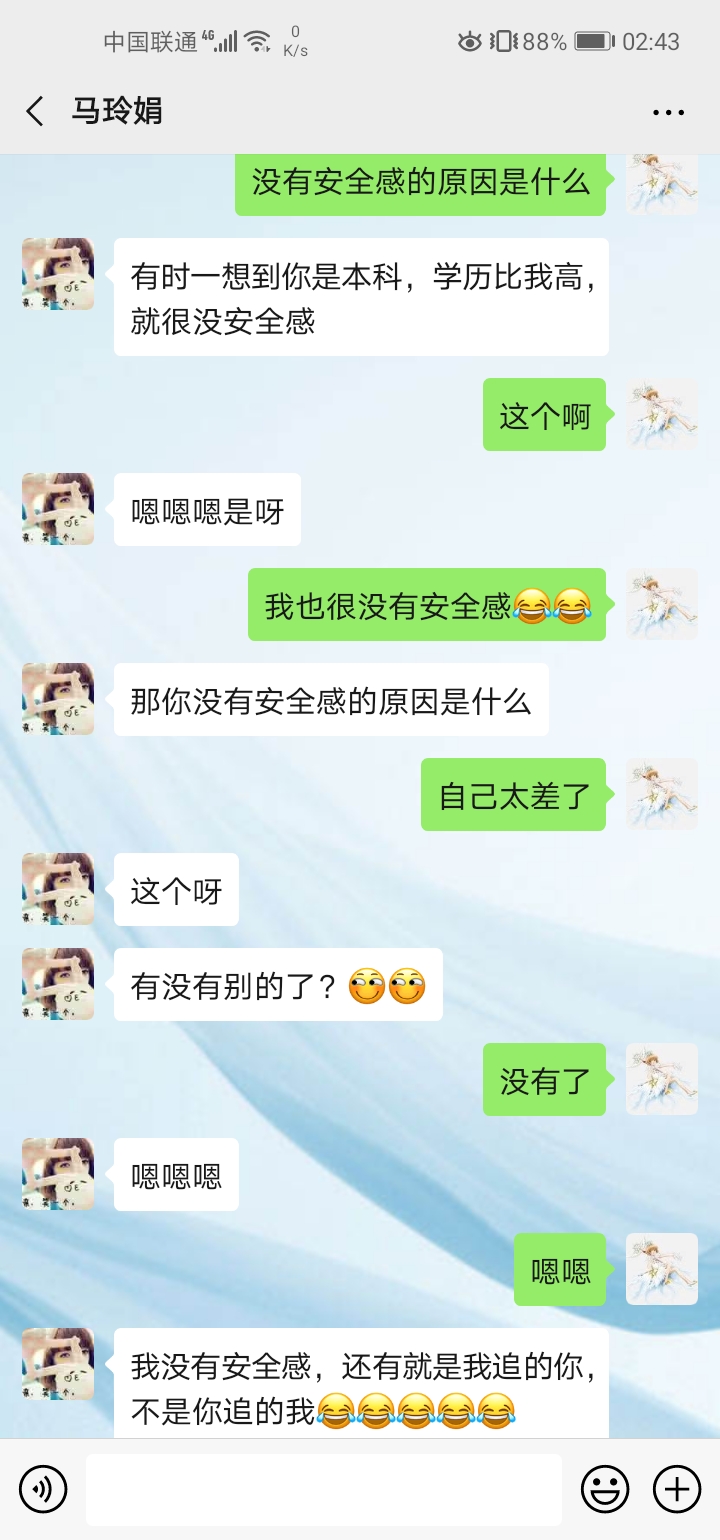 中国联通 4G 0 K/s 88% 02:43
马玲娟
没有安全感的原因是什么
有时一想到你是本科，学历比我高，
就很没安全感
这个啊
嗯嗯嗯是呀
我也很没有安全感😂😂
那你没有安全感的原因是什么
自己太差了
这个呀
有没有别的了？
没有了
嗯嗯嗯
嗯嗯
我没有安全感，还有就是我追的你，
不是你追的我😂😂😂😂😂